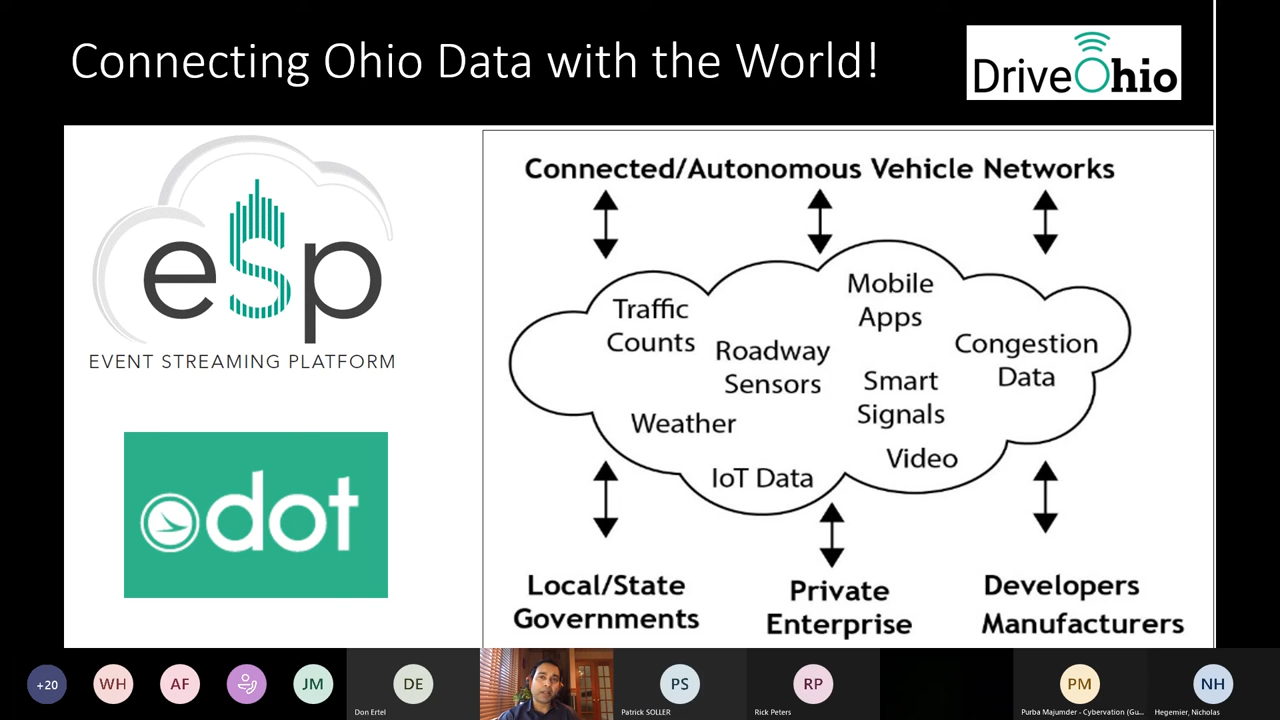 Connecting Ohio Data with the World!
DriveOhio
esp
EVENT STREAMING PLATFORM
odot
Connected/Autonomous Vehicle Networks
Traffic
Counts
Roadway
Sensors
Mobile
Apps
Congestion
Data
Smart
Signals
Weather
Video
IoT Data
Local/State
Governments
Private
Enterprise
Developers
Manufacturers
+20
WH
AF
JM
DE
Don Ertel
PS
Patrick SOLLER
RP
Rick Peters
PM
Purba Majumder - Cybervation (Gu...
NH
Hegemier, Nicholas